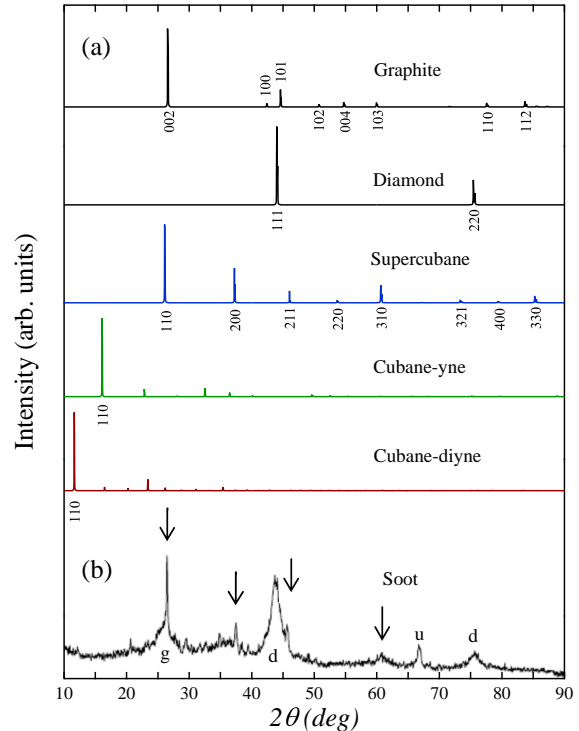 (a)
Graphite
002
100
101
102
004
103
110
112
Diamond
111
220
Supercubane
110
200
211
220
310
321
400
330
Cubane-yne
110
Cubane-diyne
110
(b)
Soot
g
d
u
d
10 20 30 40 50 60 70 80 90
2θ (deg)
Intensity (arb. units)